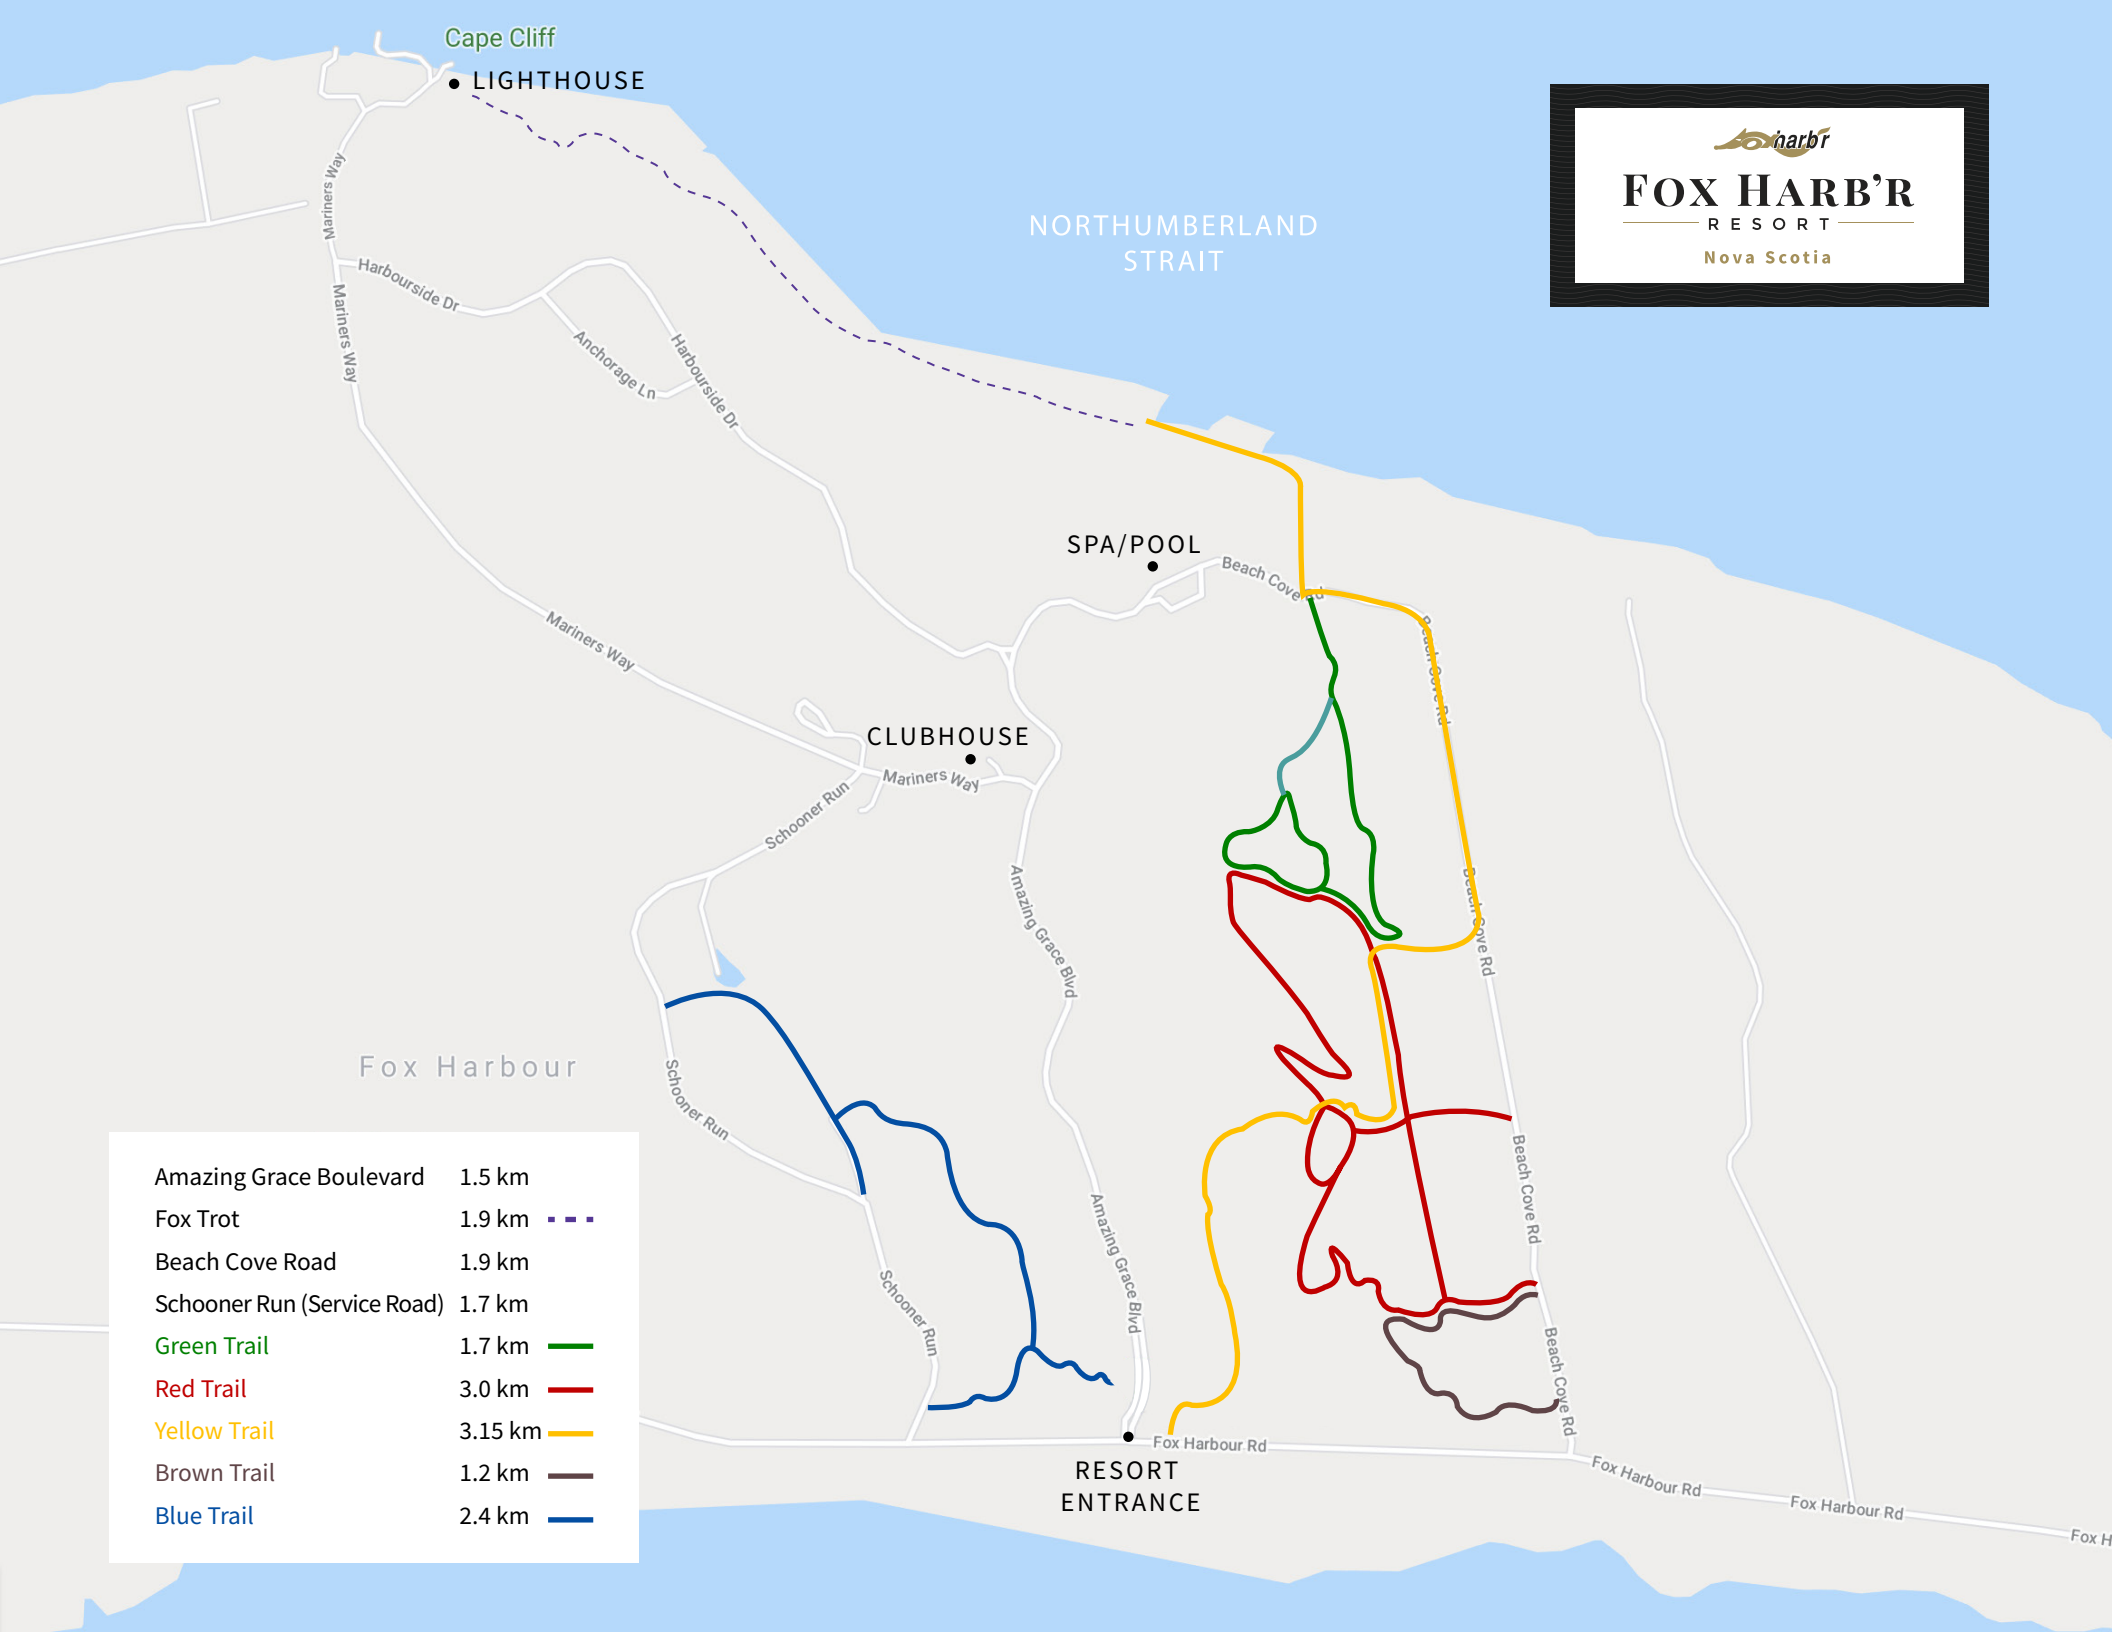 Cape Cliff
LIGHTHOUSE
harb'r
FOX HARB'R
RESORT
Nova Scotia
NORTHUMBERLAND
STRAIT
Mariners Way
Harbourside Dr
Mariners Way
Anchorage Ln
Harbourside Dr
SPA/POOL
Beach Cove Rd
Mariners Way
Beach Cove Rd
CLUBHOUSE
Mariners Way
Schooner Run
Amazing Grace Blvd
Beach Cove Rd
Fox Harbour
Schooner Run
Beach Cove Rd
Amazing Grace Blvd
Schooner Run
Beach Cove Rd
Amazing Grace Boulevard 1.5 km
Fox Trot 1.9 km
Beach Cove Road 1.9 km
Schooner Run (Service Road) 1.7 km
Green Trail 1.7 km
Red Trail 3.0 km
Yellow Trail 3.15 km
Brown Trail 1.2 km
Blue Trail 2.4 km
Fox Harbour Rd
RESORT
ENTRANCE
Fox Harbour Rd
Fox Harbour Rd
Fox H